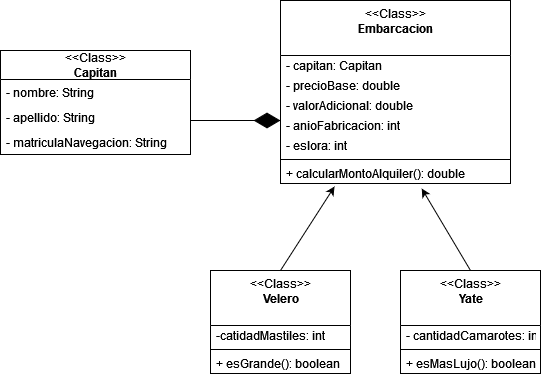 <<Class>>
Embarcacion
- capitan: Capitan
- precioBase: double
- valorAdicional: double
- anioFabricacion: int
- eslora: int
+ calcularMontoAlquiler(): double
<<Class>>
Capitan
- nombre: String
- apellido: String
- matriculaNavegacion: String
<<Class>>
Velero
-catidadMastiles: int
+ esGrande(): boolean
<<Class>>
Yate
- cantidadCamarotes: in
+ esMasLujo(): boolean